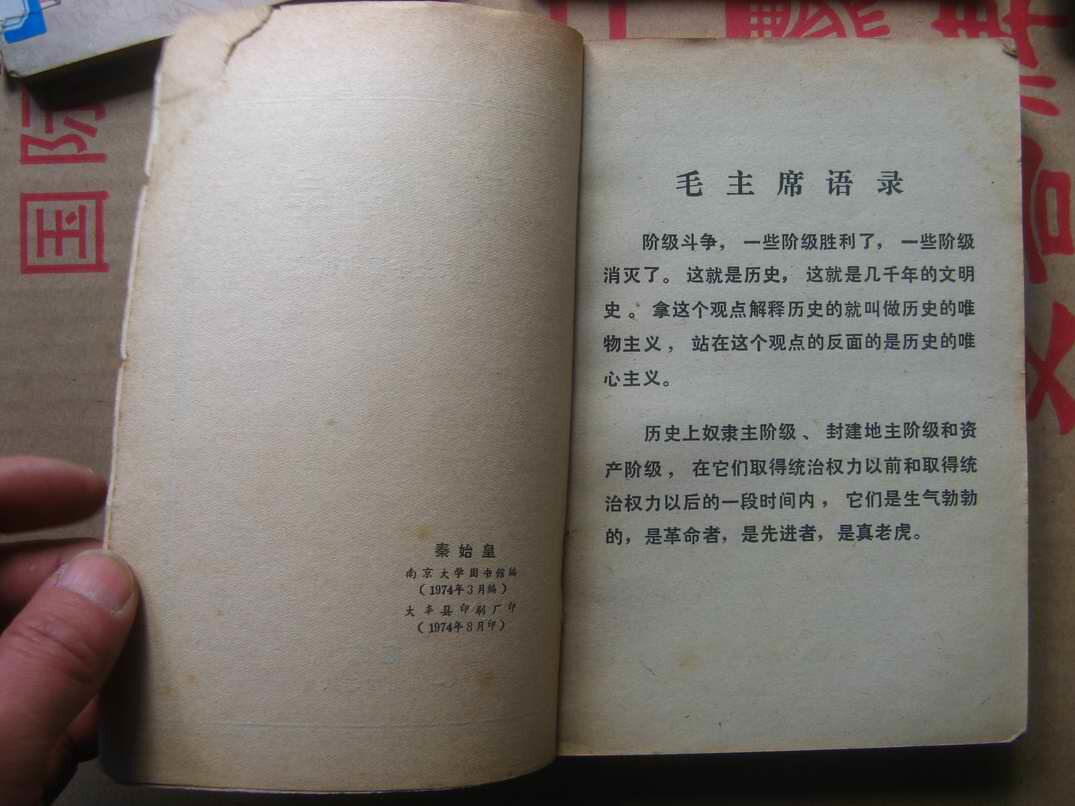 秦始皇
南京大学图书馆编
(1974年3月编)
大丰县印刷厂印
(1974年8月印)
毛主席语录
阶级斗争，一些阶级胜利了，一些阶级
消灭了。这就是历史，这就是几千年的文明
史。拿这个观点解释历史的就叫做历史的唯
物主义，站在这个观点的反面的是历史的唯
心主义。
历史上奴隶主阶级、封建地主阶级和资
产阶级，在它们取得统治权力以前和取得统
治权力以后的一段时间内，它们是生气勃勃
的，是革命者，是先进者，是真老虎。
国际